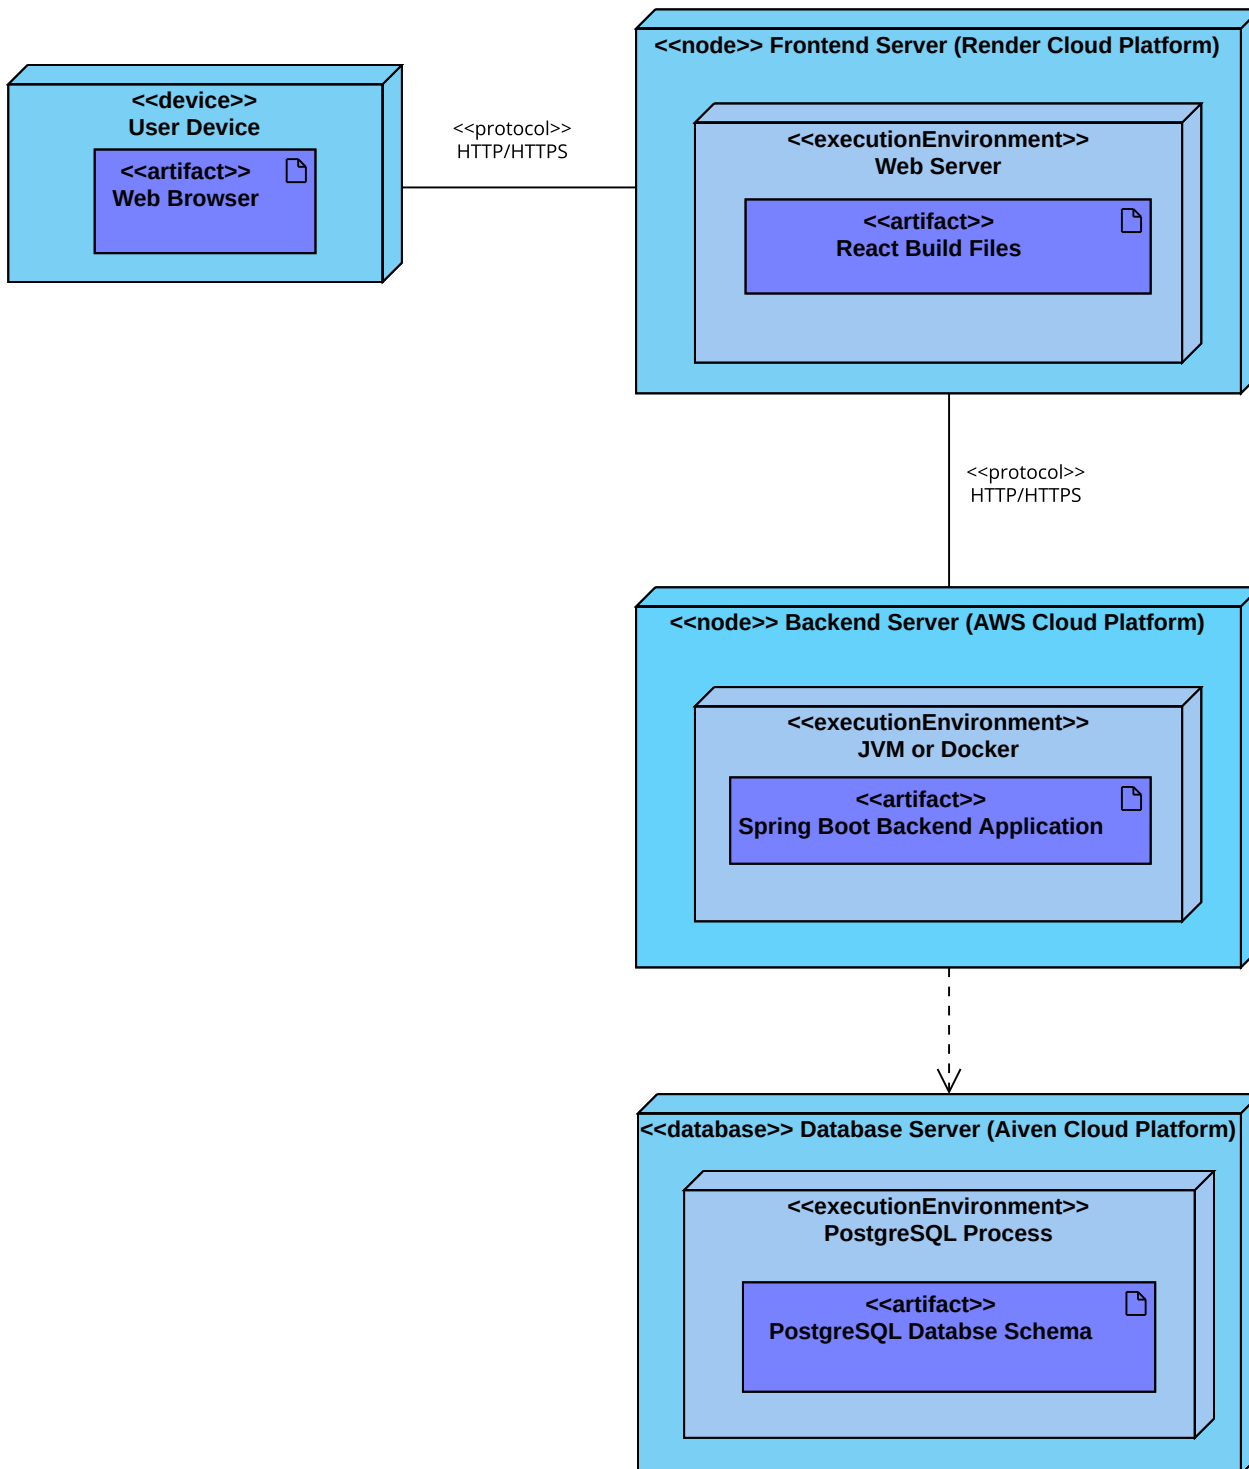 <<node>> Frontend Server (Render Cloud Platform)
<<device>>
User Device
<<artifact>>
Web Browser
<<protocol>>
HTTP/HTTPS
<<executionEnvironment>>
Web Server
<<artifact>>
React Build Files
<<protocol>>
HTTP/HTTPS
<<node>> Backend Server (AWS Cloud Platform)
<<executionEnvironment>>
JVM or Docker
<<artifact>>
Spring Boot Backend Application
<<database>> Database Server (Aiven Cloud Platform)
<<executionEnvironment>>
PostgreSQL Process
<<artifact>>
PostgreSQL Databse Schema